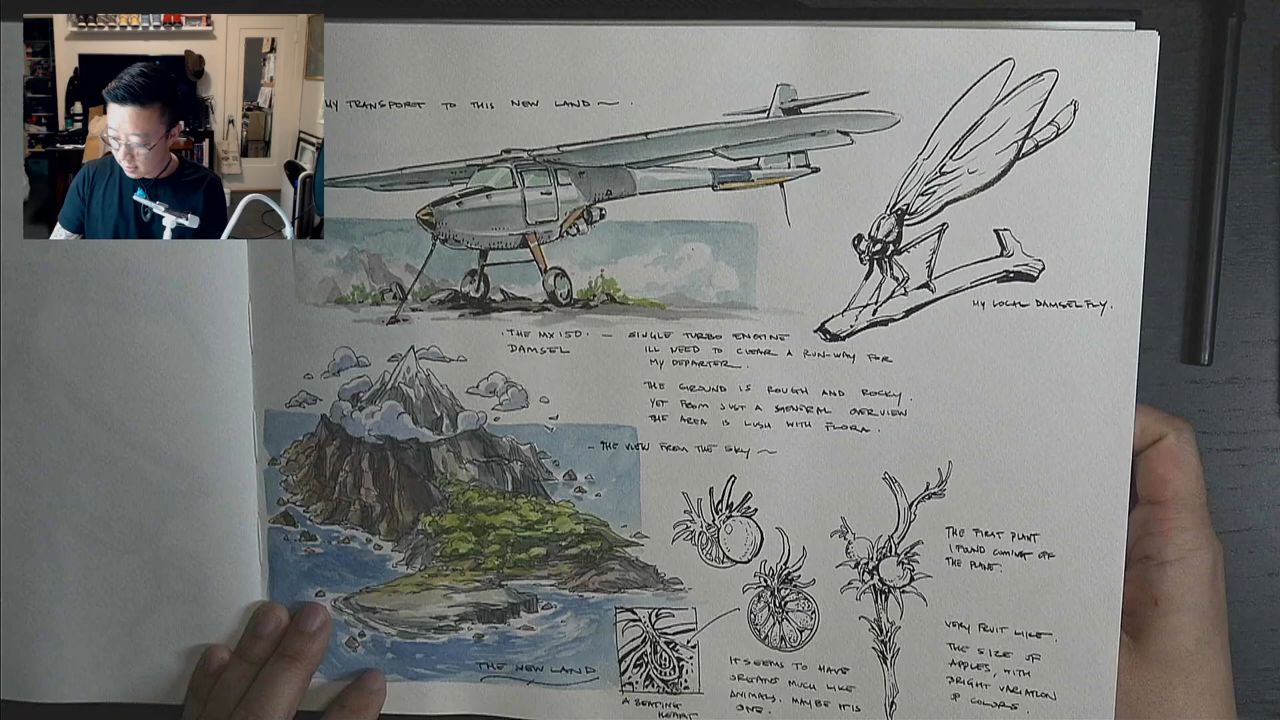 MY TRANSPORT TO THIS NEW LAND ~ .
MY LOCAL DAMSELFLY.
THE MX150. — SINGLE TURBO ENGINE
DAMSEL
ILL NEED TO CLEAR A RUN-WAY FOR
MY DEPARTER.
THE GROUND IS ROUGH AND ROCKY.
YET FROM JUST A GENERAL OVERVIEW
THE AREA IS LUSH WITH FLORA.
- THE VIEW FROM THE SKY ~
THE NEW LAND
THE FIRST PLANT
I FOUND COMING OFF
THE PLANE.
VERY FRUIT LIKE.
THE SIZE OF
APPLES, WITH
BRIGHT VARIATION
OF COLORS.
IT SEEMS TO HAVE
ORGANS MUCH LIKE
ANIMALS. MAYBE IT IS
ONE.
A BEATING
HEART